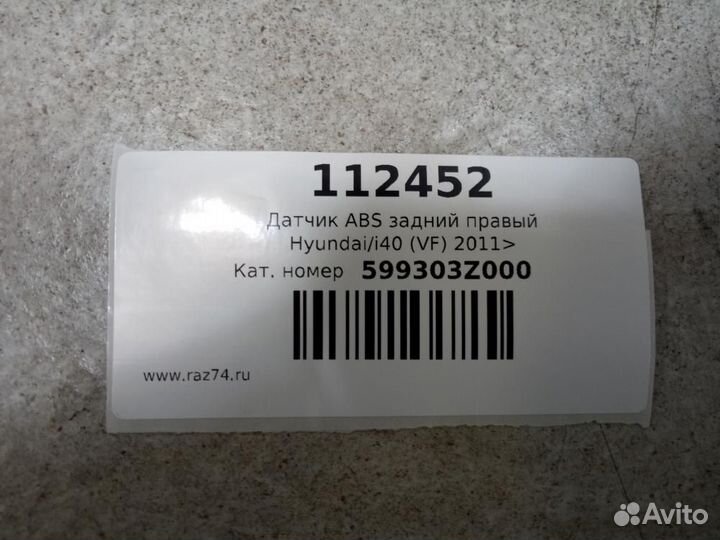 112452
Датчик ABS задний правый
Hyundai/i40 (VF) 2011>
Кат. номер 599303Z000
www.raz74.ru
Avito